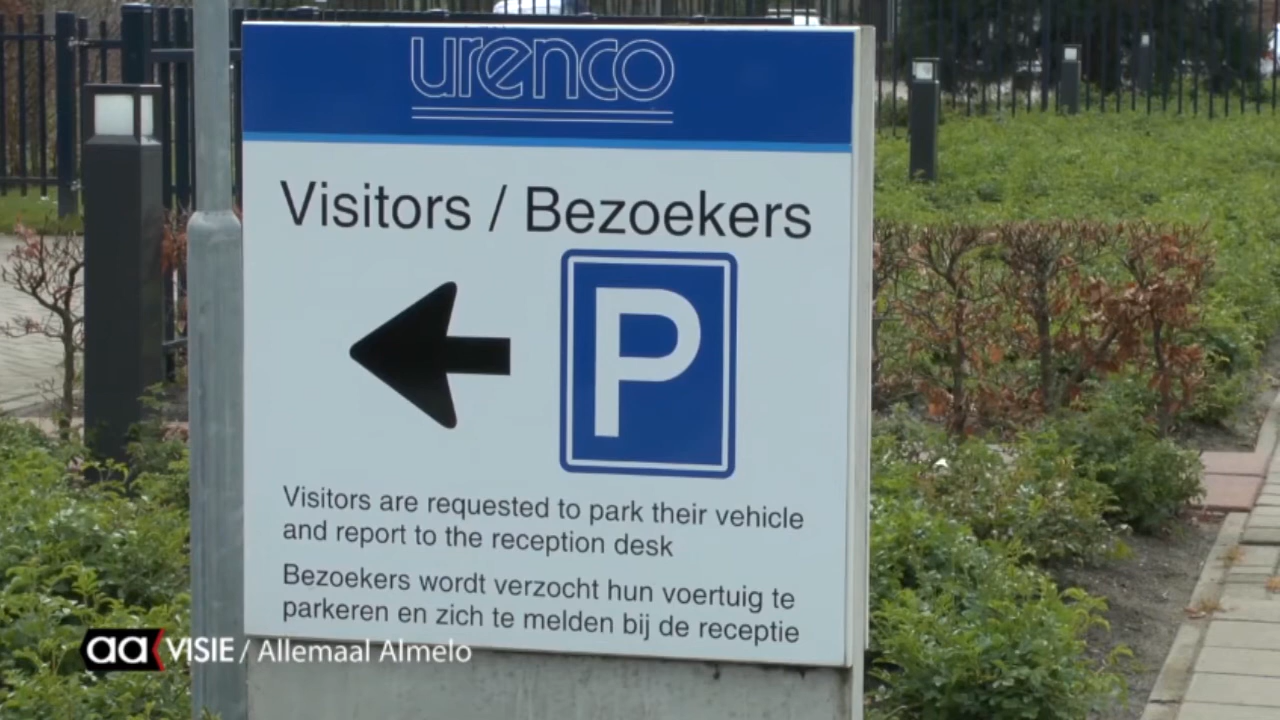 urenco
Visitors / Bezoekers
P
Visitors are requested to park their vehicle
and report to the reception desk
Bezoekers wordt verzocht hun voertuig te
parkeren en zich te melden bij de receptie
aa VISIE / Allemaal Almelo